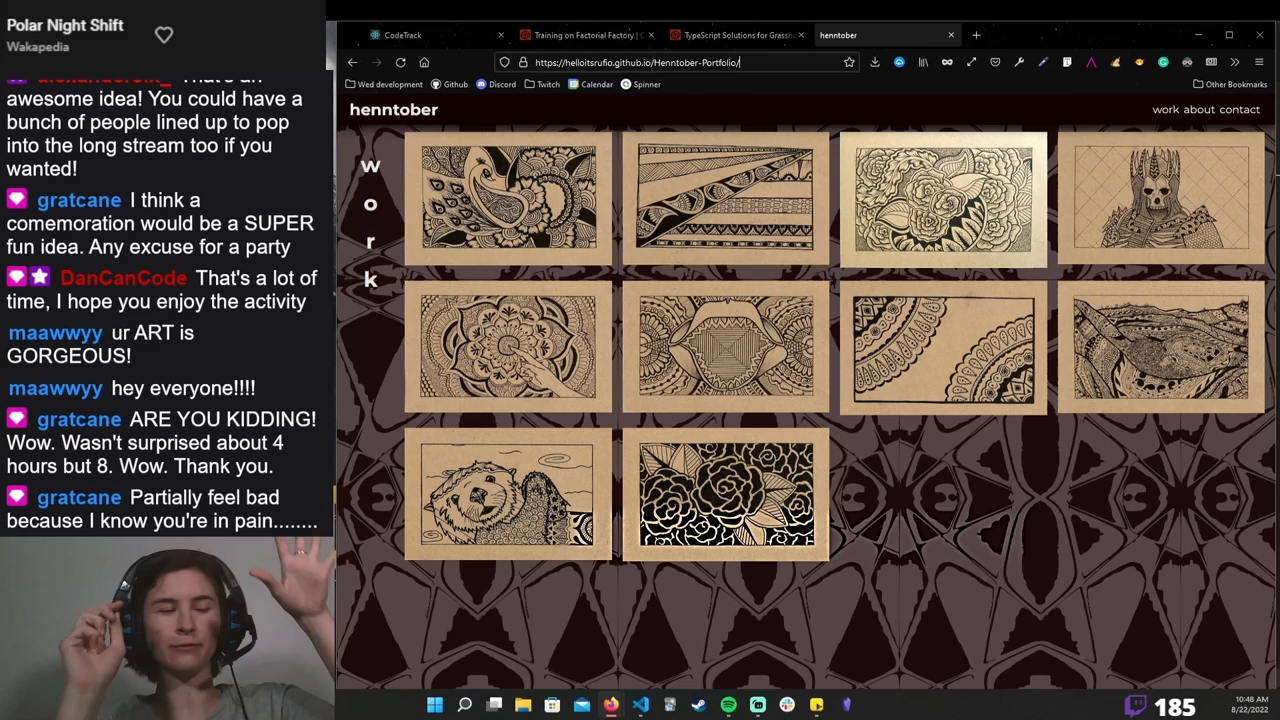 Polar Night Shift
Wakapedia
awesome idea! You could have a
bunch of people lined up to pop
into the long stream too if you
wanted!
gratcane I think a
comemoration would be a SUPER
fun idea. Any excuse for a party
DanCanCode That's a lot of
time, I hope you enjoy the activity
maawwyy ur ART is
GORGEOUS!
maawwyy hey everyone!!!!
gratcane ARE YOU KIDDING!
Wow. Wasn't surprised about 4
hours but 8. Wow. Thank you.
gratcane Partially feel bad
because I know you're in pain........
CodeTrack
Training on Factorial Factory | C
TypeScript Solutions for Grassh
henntober
https://helloitsrufio.github.io/Henntober-Portfolio/
Wed development
Github
Discord
Twitch
Calendar
Spinner
Other Bookmarks
henntober
work about contact
w
o
r
k
185
10:48 AM
8/22/2022